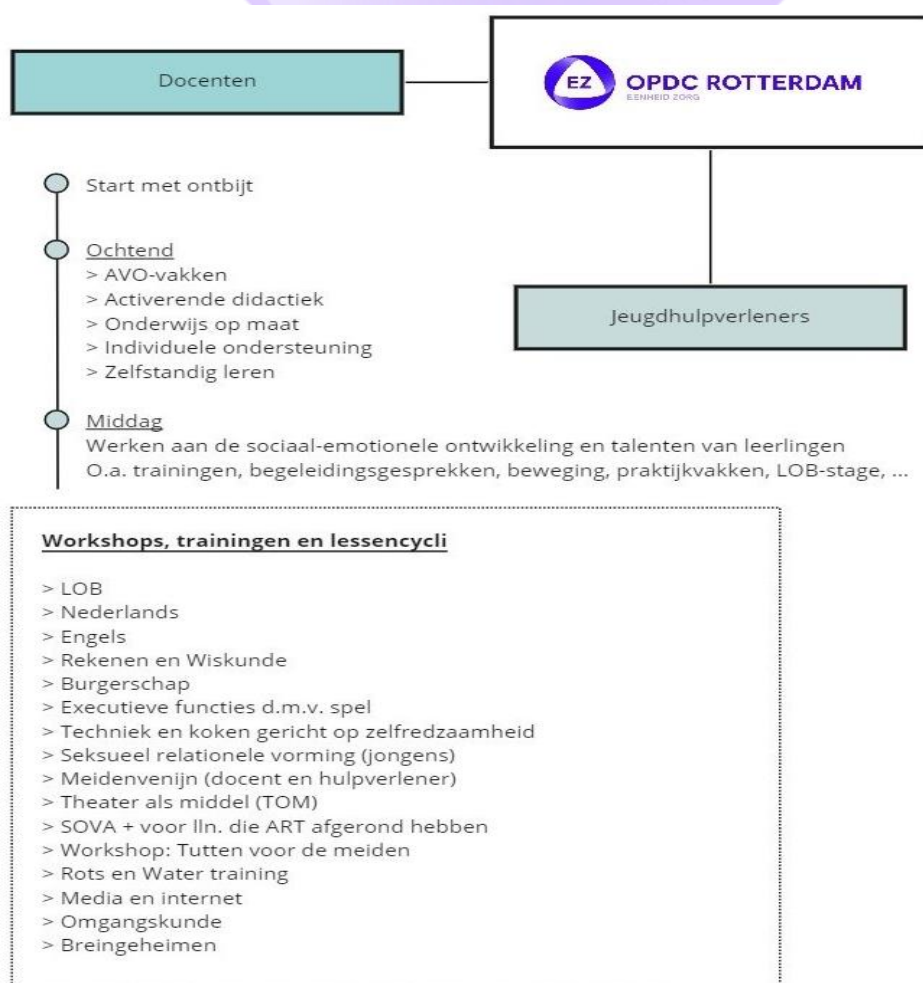 Docenten
EZ OPDC ROTTERDAM
EENHEID ZORG
Start met ontbijt
Ochtend
> AVO-vakken
> Activerende didactiek
> Onderwijs op maat
> Individuele ondersteuning
> Zelfstandig leren
Jeugdhulpverleners
Middag
Werken aan de sociaal-emotionele ontwikkeling en talenten van leerlingen
O.a. trainingen, begeleidingsgesprekken, beweging, praktijkvakken, LOB-stage, ...
Workshops, trainingen en lessencycli
> LOB
> Nederlands
> Engels
> Rekenen en Wiskunde
> Burgerschap
> Executieve functies d.m.v. spel
> Techniek en koken gericht op zelfredzaamheid
> Seksueel relationele vorming (jongens)
> Meidenvenijn (docent en hulpverlener)
> Theater als middel (TOM)
> SOVA + voor lln. die ART afgerond hebben
> Workshop: Tutten voor de meiden
> Rots en Water training
> Media en internet
> Omgangskunde
> Breingeheimen